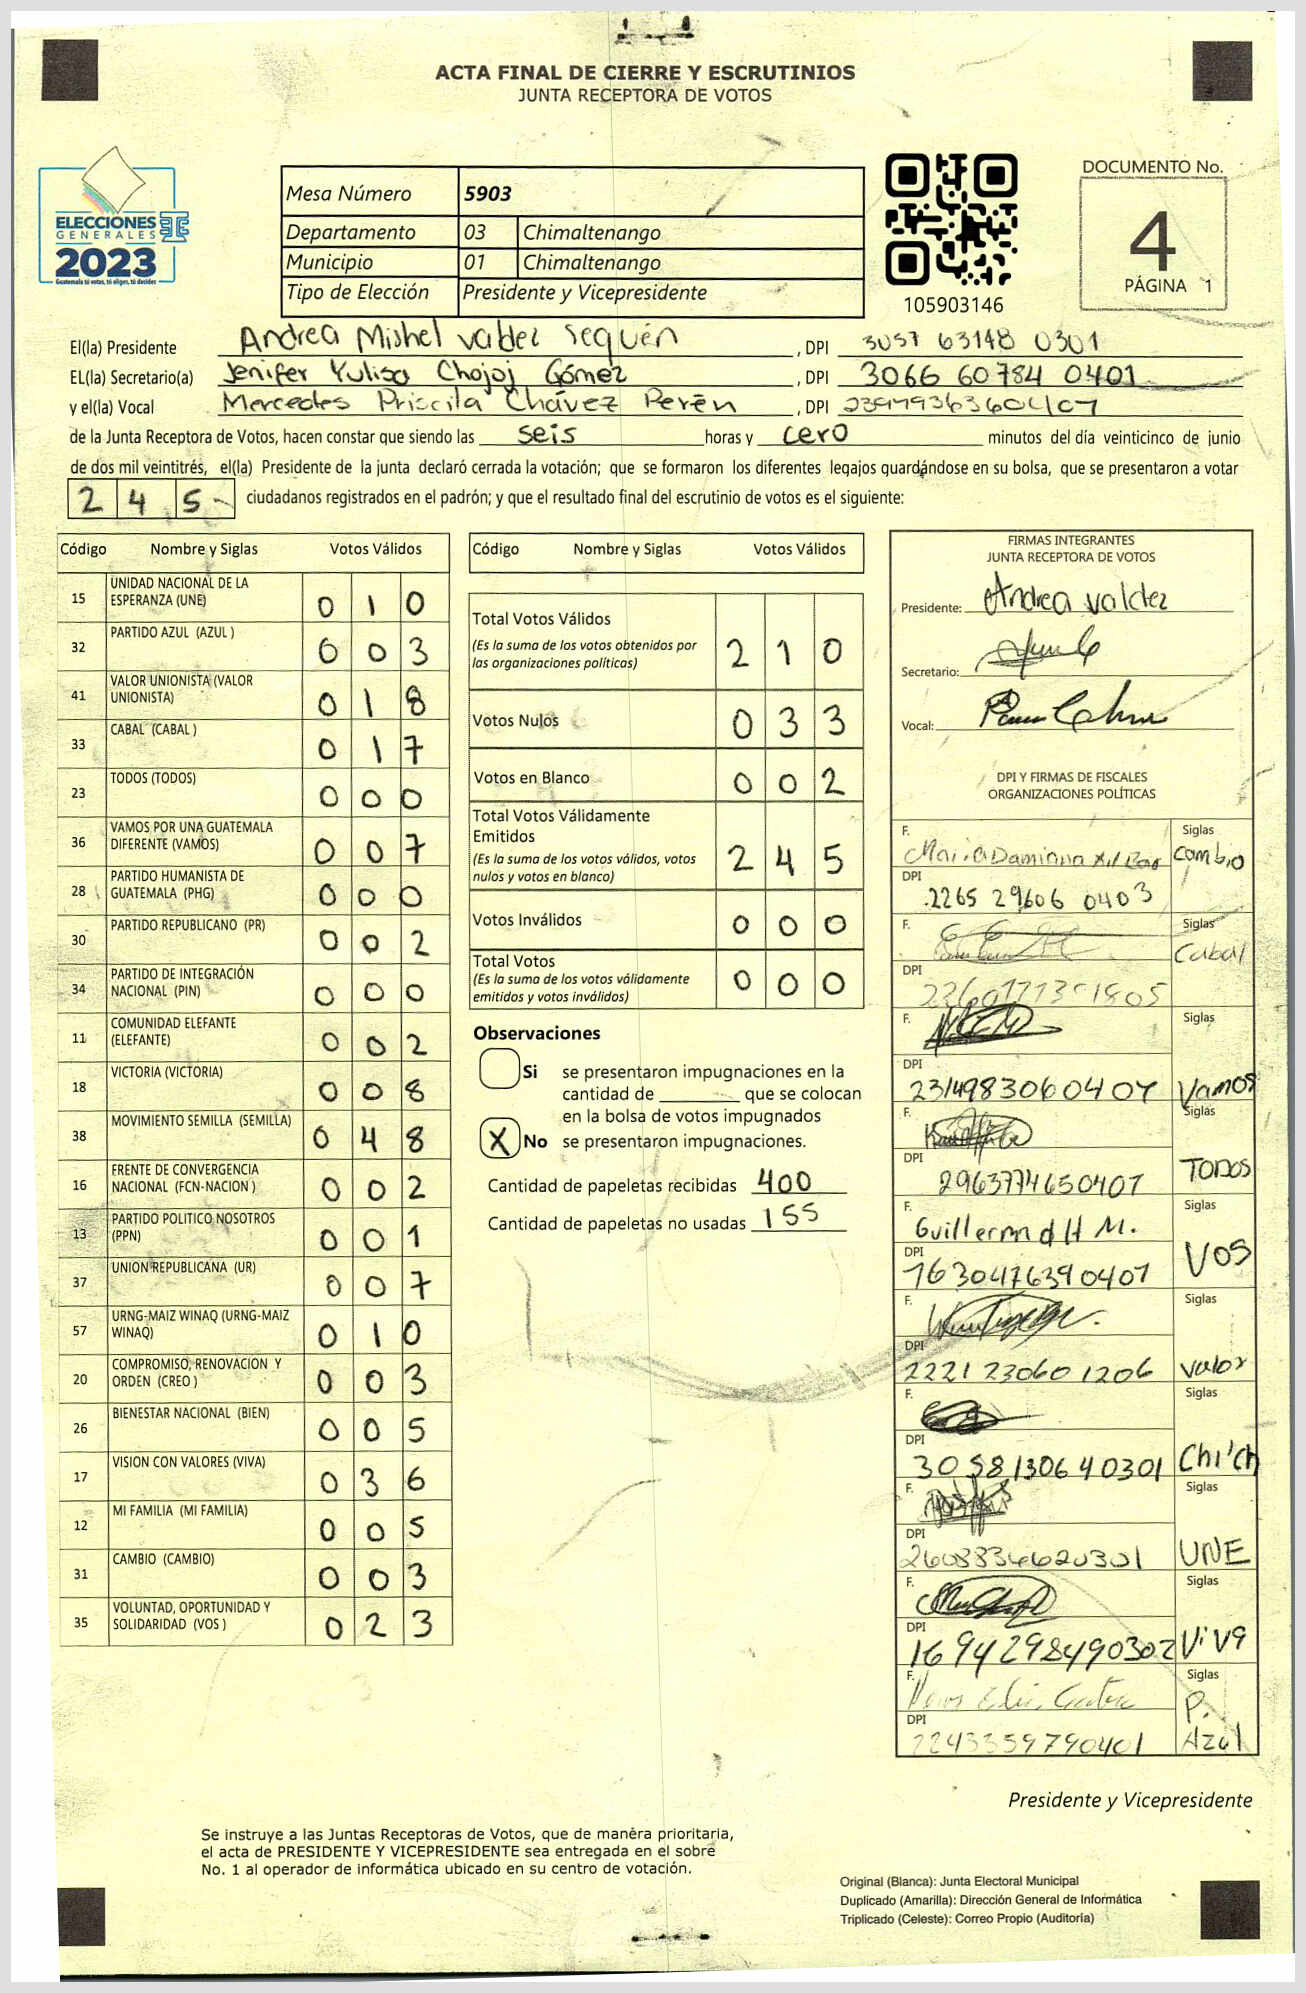 ACTA FINAL DE CIERRE Y ESCRUTINIOS
JUNTA RECEPTORA DE VOTOS
ELECCIONES
GENERALES
2023
Guatemala tú votas, tú eliges, tú decides
Mesa Número 5903
Departamento 03 Chimaltenango
Municipio 01 Chimaltenango
Tipo de Elección Presidente y Vicepresidente
105903146
DOCUMENTO No.
4
PÁGINA 1
El(la) Presidente Andrea Mishel Valdez Sequén , DPI 3057 63148 0301
EL(la) Secretario(a) Jenifer Yulisa Chojoj Gómez , DPI 3066 60784 0401
y el(la) Vocal Mercedes Priscila Chávez Perén , DPI
de la Junta Receptora de Votos, hacen constar que siendo las seis horas y cero minutos del día veinticinco de junio
de dos mil veintitrés, el(la) Presidente de la junta declaró cerrada la votación; que se formaron los diferentes legajos guardándose en su bolsa, que se presentaron a votar
2 4 5 ciudadanos registrados en el padrón; y que el resultado final del escrutinio de votos es el siguiente:
Código Nombre y Siglas Votos Válidos
15 UNIDAD NACIONAL DE LA ESPERANZA (UNE) 0 1 0
32 PARTIDO AZUL (AZUL ) 0 0 3
41 VALOR UNIONISTA (VALOR UNIONISTA) 0 1 8
33 CABAL (CABAL ) 0 1 7
23 TODOS (TODOS) 0 0 0
36 VAMOS POR UNA GUATEMALA DIFERENTE (VAMOS) 0 0 7
28 PARTIDO HUMANISTA DE GUATEMALA (PHG) 0 0 0
30 PARTIDO REPUBLICANO (PR) 0 0 2
34 PARTIDO DE INTEGRACIÓN NACIONAL (PIN) 0 0 0
11 COMUNIDAD ELEFANTE (ELEFANTE) 0 0 2
18 VICTORIA (VICTORIA) 0 0 8
38 MOVIMIENTO SEMILLA (SEMILLA) 0 4 8
16 FRENTE DE CONVERGENCIA NACIONAL (FCN-NACION ) 0 0 2
13 PARTIDO POLITICO NOSOTROS (PPN) 0 0 1
37 UNION REPUBLICANA (UR) 0 0 7
57 URNG-MAIZ WINAQ (URNG-MAIZ WINAQ) 0 1 0
20 COMPROMISO, RENOVACION Y ORDEN (CREO ) 0 0 3
26 BIENESTAR NACIONAL (BIEN) 0 0 5
17 VISION CON VALORES (VIVA) 0 3 6
12 MI FAMILIA (MI FAMILIA) 0 0 5
31 CAMBIO (CAMBIO) 0 0 3
35 VOLUNTAD, OPORTUNIDAD Y SOLIDARIDAD (VOS ) 0 2 3
Código Nombre y Siglas Votos Válidos
Total Votos Válidos 2 1 0
(Es la suma de los votos obtenidos por
las organizaciones políticas)
Votos Nulos 0 3 3
Votos en Blanco 0 0 2
Total Votos Válidamente
Emitidos 2 4 5
(Es la suma de los votos válidos, votos
nulos y votos en blanco)
Votos Inválidos 0 0 0
Total Votos 0 0 0
(Es la suma de los votos válidamente
emitidos y votos inválidos)
Observaciones
Si se presentaron impugnaciones en la
cantidad de ________ que se colocan
en la bolsa de votos impugnados
X No se presentaron impugnaciones.
Cantidad de papeletas recibidas 400
Cantidad de papeletas no usadas 155
FIRMAS INTEGRANTES
JUNTA RECEPTORA DE VOTOS
Presidente: Andrea Valdez
Secretario:
Vocal:
DPI Y FIRMAS DE FISCALES
ORGANIZACIONES POLÍTICAS
F. Maria Damiana Siglas
Cambio
DPI
2265 29606 0403
F. Siglas
Cabal
DPI
F. Siglas
DPI
2314983060407 Vamos
F. Siglas
DPI
2963774650407 TODOS
F. Guillermo H M. Siglas
DPI
1630476390407 VOS
F. Siglas
DPI
2221 23060 1206 Valor
F. Siglas
DPI
3058130640301 Chi'ch
F. Siglas
DPI
2608834620301 UNE
F. Siglas
DPI
1694298490302 ViVa
F. Siglas
P.
Azul
DPI
2243359790401
Presidente y Vicepresidente
Se instruye a las Juntas Receptoras de Votos, que de manera prioritaria,
el acta de PRESIDENTE Y VICEPRESIDENTE sea entregada en el sobre
No. 1 al operador de informática ubicado en su centro de votación.
Original (Blanca): Junta Electoral Municipal
Duplicado (Amarilla): Dirección General de Informática
Triplicado (Celeste): Correo Propio (Auditoría)